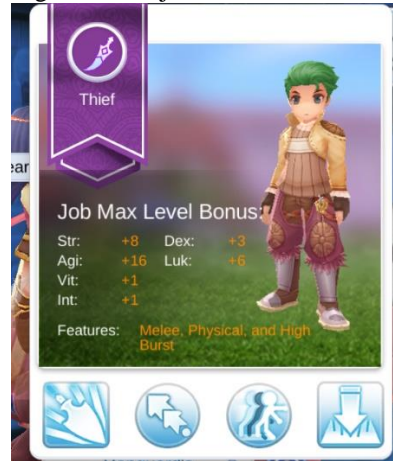 Thief
Job Max Level Bonus:
Str: +8 Dex: +3
Agi: +16 Luk: +6
Vit: +1
Int: +1
Features: Melee, Physical, and High
Burst